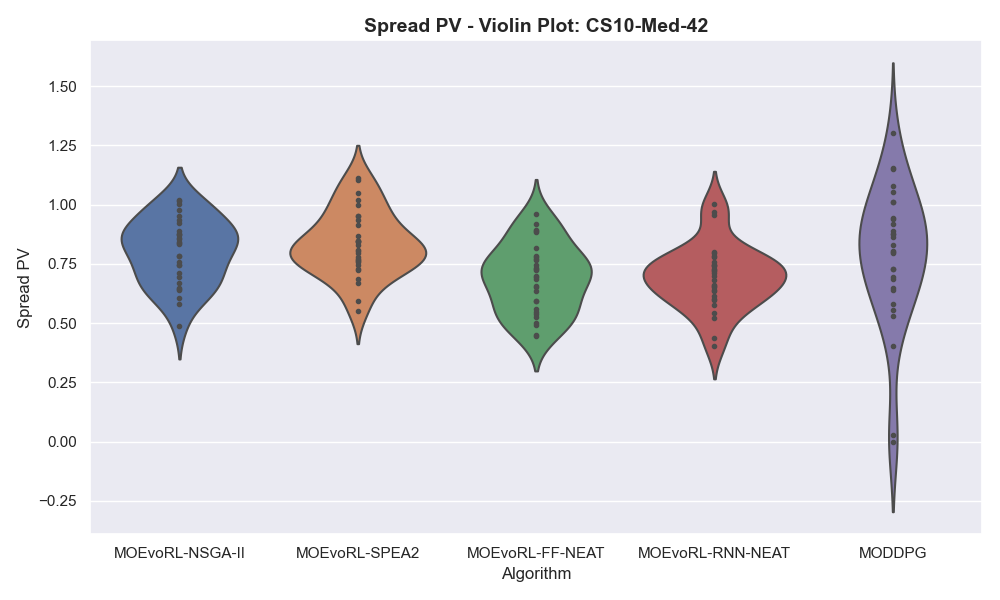 Spread PV - Violin Plot: CS10-Med-42
Spread PV
1.50
1.25
1.00
0.75
0.50
0.25
0.00
−0.25
MOEvoRL-NSGA-II MOEvoRL-SPEA2 MOEvoRL-FF-NEAT MOEvoRL-RNN-NEAT MODDPG
Algorithm